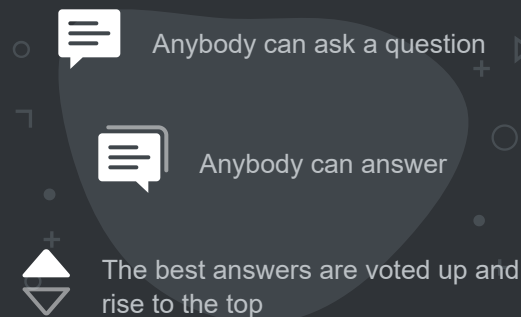 Anybody can ask a question
Anybody can answer
The best answers are voted up and
rise to the top